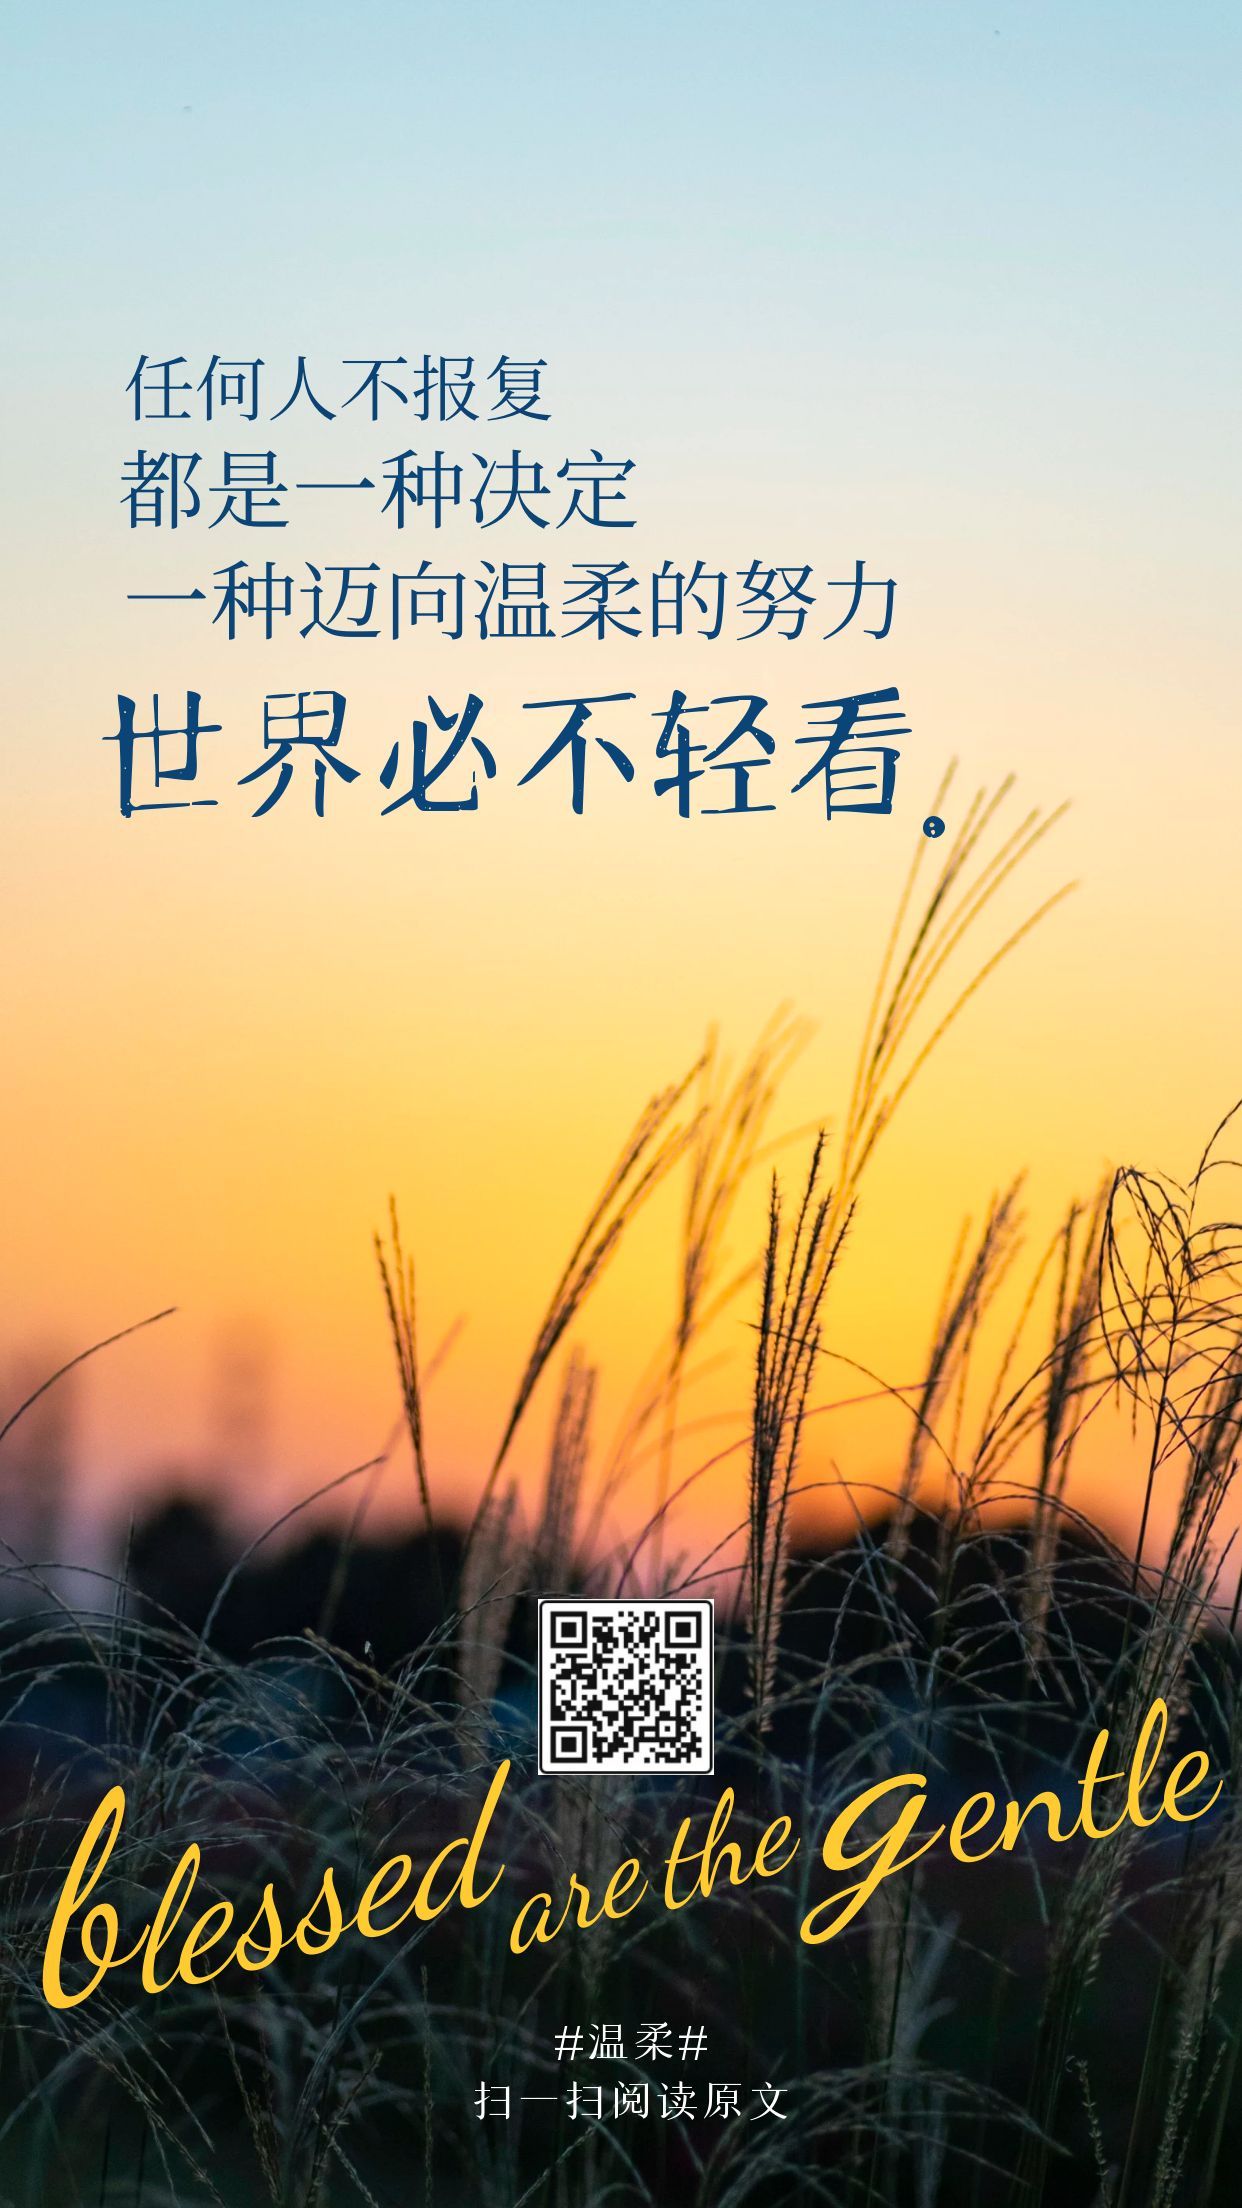 任何人不报复
都是一种决定
一种迈向温柔的努力
世界必不轻看。
blessed are the gentle
#温柔#
扫一扫阅读原文